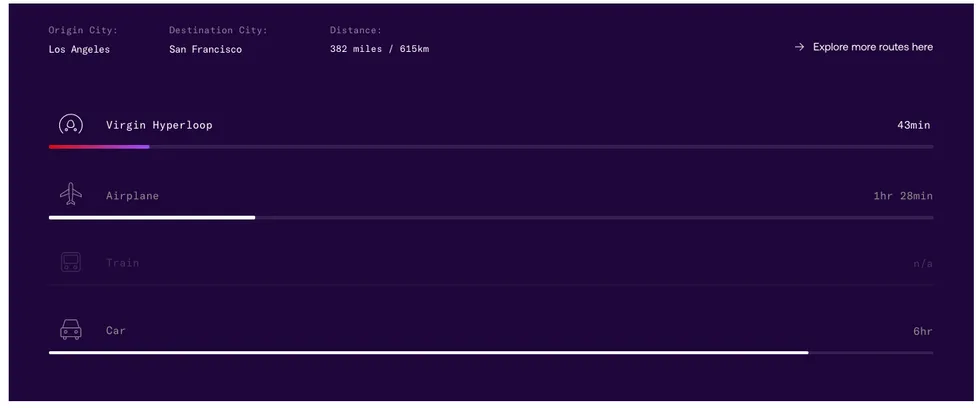 Origin City:
Los Angeles
Destination City:
San Francisco
Distance:
382 miles / 615km
→ Explore more routes here
Virgin Hyperloop 43min
Airplane 1hr 28min
Train n/a
Car 6hr